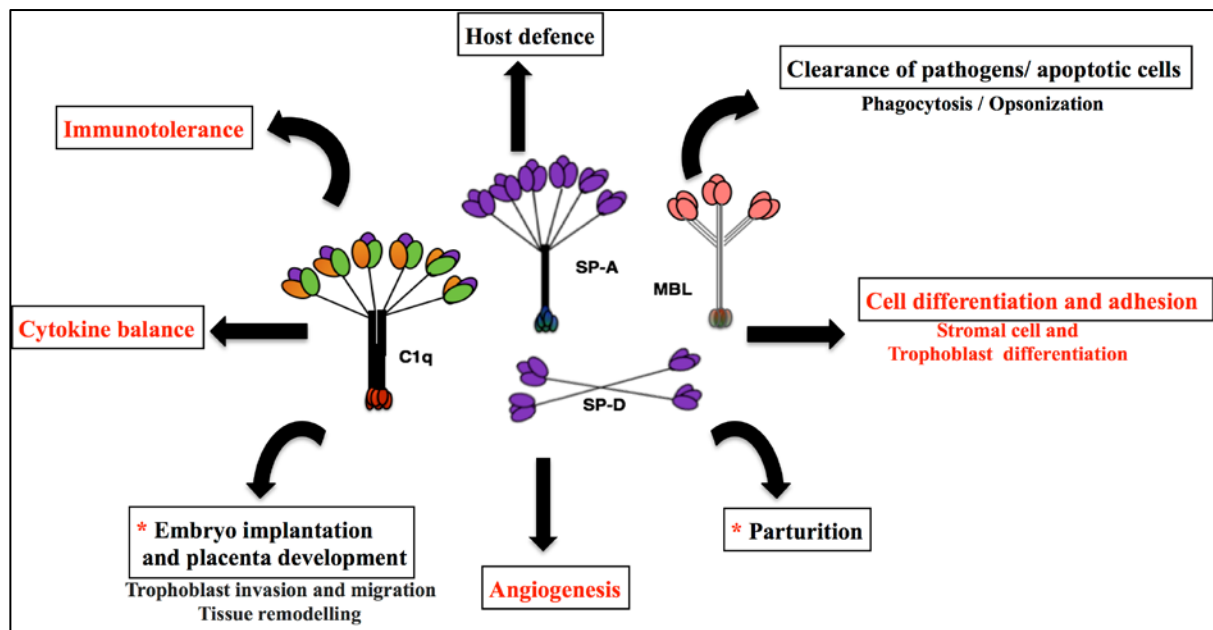 Host defence
Clearance of pathogens/ apoptotic cells
Phagocytosis / Opsonization
Immunotolerance
SP-A
MBL
Cell differentiation and adhesion
Stromal cell and
Trophoblast differentiation
Cytokine balance
C1q
SP-D
* Embryo implantation
and placenta development
Trophoblast invasion and migration
Tissue remodelling
* Parturition
Angiogenesis